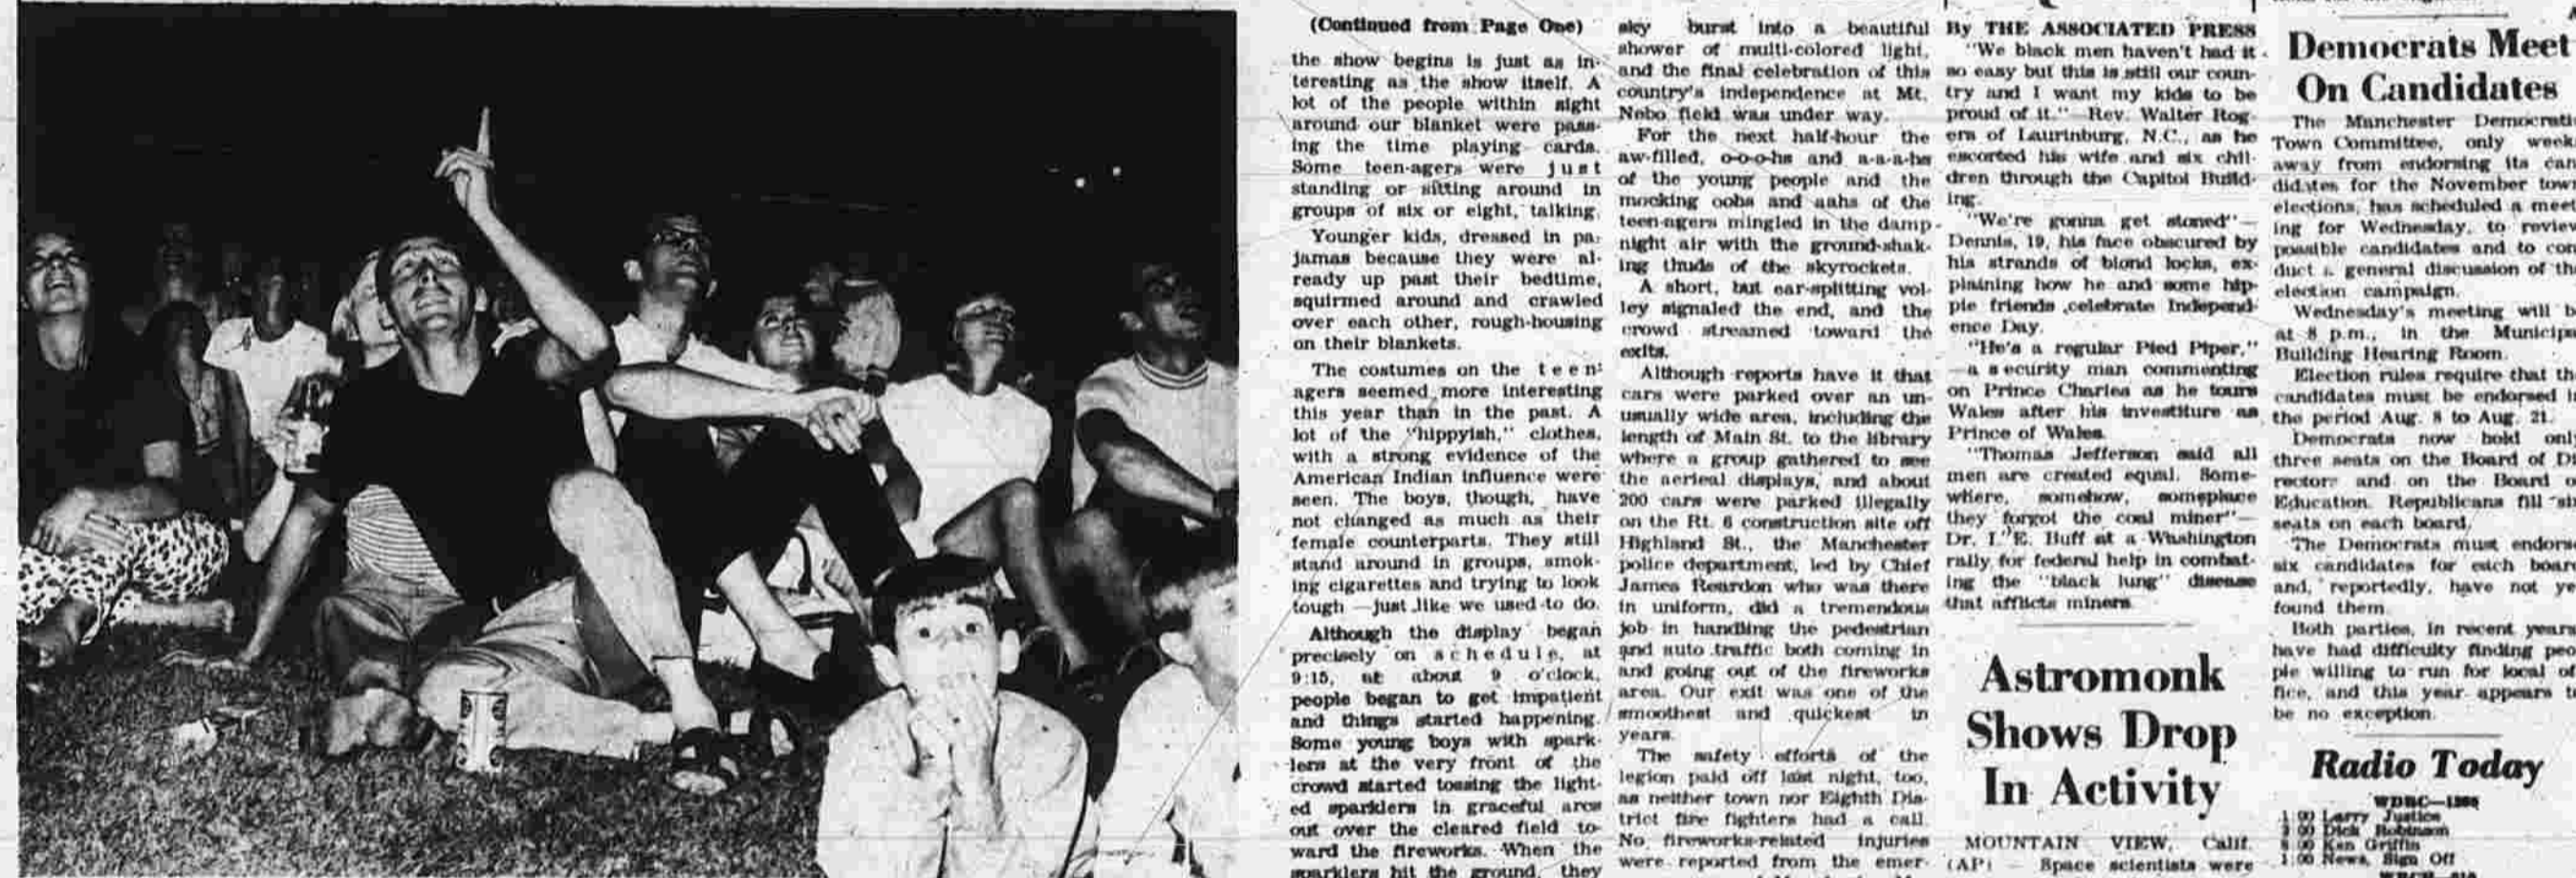 (Continued from Page One)
the show begins is just as in-
teresting as the show itself. A
lot of the people within sight
around our blanket were pass-
ing the time playing cards.
Some teen-agers were just
standing or sitting around in
groups of six or eight, talking.
Younger kids, dressed in pa-
jamas because they were al-
ready up past their bedtime,
squirmed around and crawled
over each other, rough-housing
on their blankets.
The costumes on the teen-
agers seemed more interesting
this year than in the past. A
lot of the "hippyish," clothes,
with a strong evidence of the
American Indian influence were
seen. The boys, though, have
not changed as much as their
female counterparts. They still
stand around in groups, smok-
ing cigarettes and trying to look
tough — just like we used to do.
Although the display began
precisely on schedule, at
9:15, at about 9 o'clock,
people began to get impatient
and things started happening.
Some young boys with spark-
lers at the very front of the
crowd started tossing the light-
ed sparklers in graceful arcs
out over the cleared field to-
ward the fireworks. When the
sparklers hit the ground, they
sky burst into a beautiful
shower of multi-colored light,
and the final celebration of this
country's independence at Mt.
Nebo field was under way.
For the next half-hour the
aw-filled, o-o-o-hs and a-a-a-hs
of the young people and the
mocking oohs and aahs of the
teen-agers mingled in the damp
night air with the ground-shak-
ing thuds of the skyrockets.
A short, but ear-splitting vol-
ley signaled the end, and the
crowd streamed toward the
exits.
Although reports have it that
cars were parked over an un-
usually wide area, including the
length of Main St. to the library
where a group gathered to see
the aerieal displays, and about
200 cars were parked illegally
on the Rt. 6 construction site off
Highland St., the Manchester
police department, led by Chief
James Reardon who was there
in uniform, did a tremendous
job in handling the pedestrian
and auto traffic both coming in
and going out of the fireworks
area. Our exit was one of the
smoothest and quickest in
years.
The safety efforts of the
legion paid off last night, too,
as neither town nor Eighth Dis-
trict fire fighters had a call.
No fireworks-related injuries
were reported from the emer-
By THE ASSOCIATED PRESS
"We black men haven't had it
so easy but this is still our coun-
try and I want my kids to be
proud of it." Rev. Walter Rog-
ers of Laurinburg, N.C., as he
escorted his wife and six chil-
dren through the Capitol Build-
ing.
"We're gonna get stoned"—
Dennis, 19, his face obscured by
his strands of blond locks, ex-
plaining how he and some hip-
pie friends celebrate Independ-
ence Day.
"He's a regular Pied Piper,"
—a security man commenting
on Prince Charles as he tours
Wales after his investiture as
Prince of Wales.
"Thomas Jefferson said all
men are created equal. Some-
where, somehow, someplace
they forgot the coal miner"—
Dr. I. E. Buff at a Washington
rally for federal help in combat-
ing the "black lung" disease
that afflicts miners.
Astromonk
Shows Drop
In Activity
MOUNTAIN VIEW, Calif.
(AP) — Space scientists were
Democrats Meet
On Candidates
The Manchester Democrati
Town Committee, only week
away from endorsing its can
didates for the November town
elections, has scheduled a meet
ing for Wednesday, to review
possible candidates and to con
duct a general discussion of the
election campaign.
Wednesday's meeting will b
at 8 p.m., in the Municipa
Building Hearing Room.
Election rules require that th
candidates must be endorsed i
the period Aug. 8 to Aug. 21.
Democrats now hold onl
three seats on the Board of Di
rectors and on the Board o
Education. Republicans fill six
seats on each board.
The Democrats must endorse
six candidates for each board
and, reportedly, have not ye
found them.
Both parties, in recent years
have had difficulty finding peo
ple willing to run for local of
fice, and this year appears t
be no exception.
Radio Today
WDRC—1360
1:00 Larry Justice
Dick Robinson
8:00 Ken Griffin
1:00 News, Sign Off